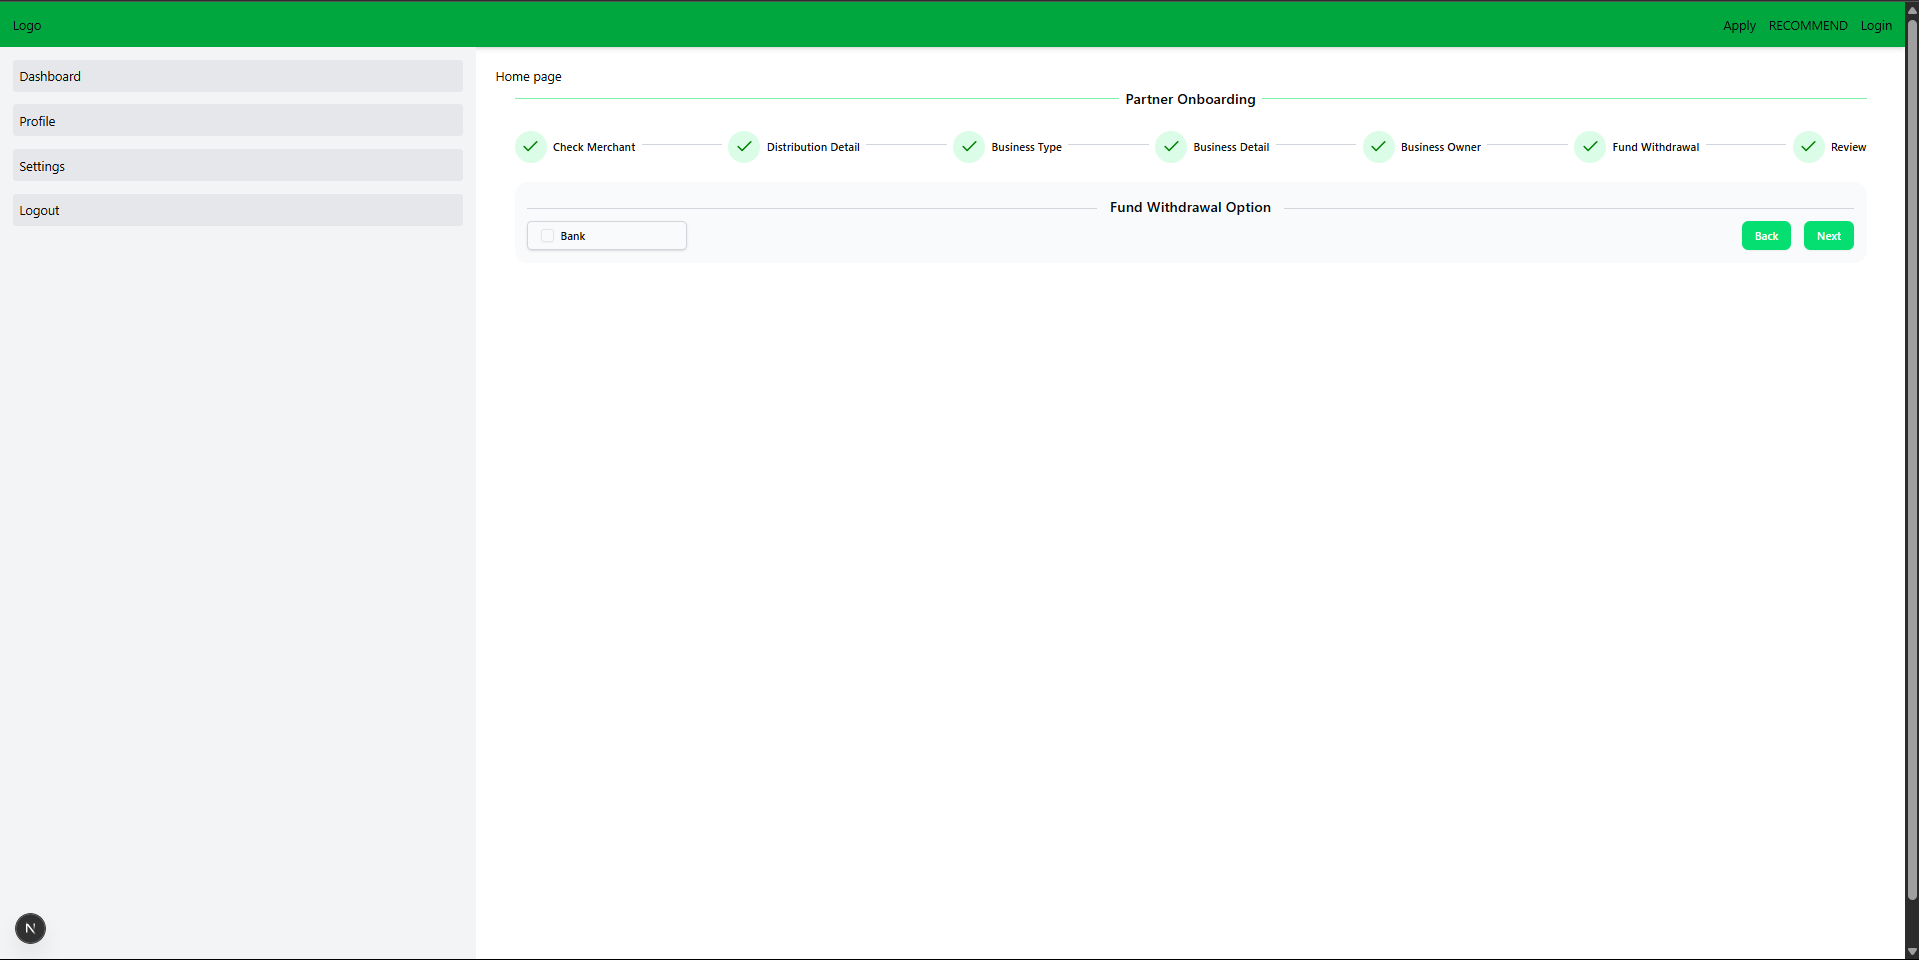 Logo
Apply RECOMMEND Login
Dashboard
Profile
Settings
Logout
Home page
Partner Onboarding
Check Merchant Distribution Detail Business Type Business Detail Business Owner Fund Withdrawal Review
Fund Withdrawal Option
Bank
Back Next
N